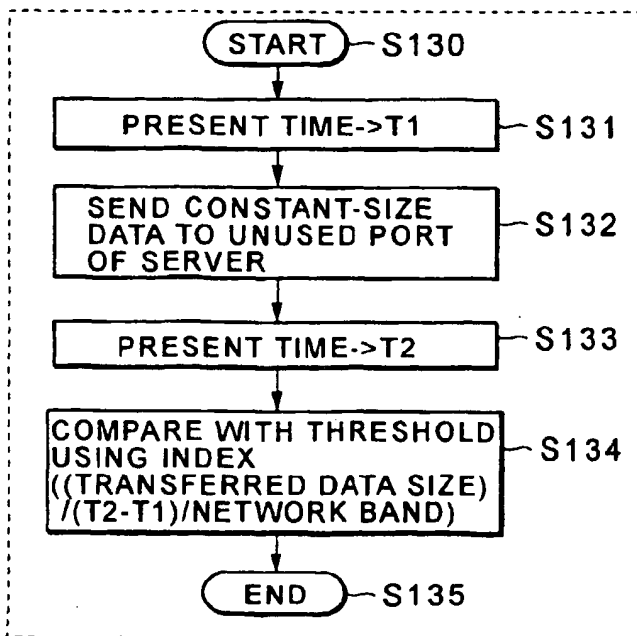 START S130
PRESENT TIME->T1 S131
SEND CONSTANT-SIZE
DATA TO UNUSED PORT
OF SERVER
S132
PRESENT TIME->T2 S133
COMPARE WITH THRESHOLD
USING INDEX
((TRANSFERRED DATA SIZE)
/(T2-T1)/NETWORK BAND)
S134
END S135